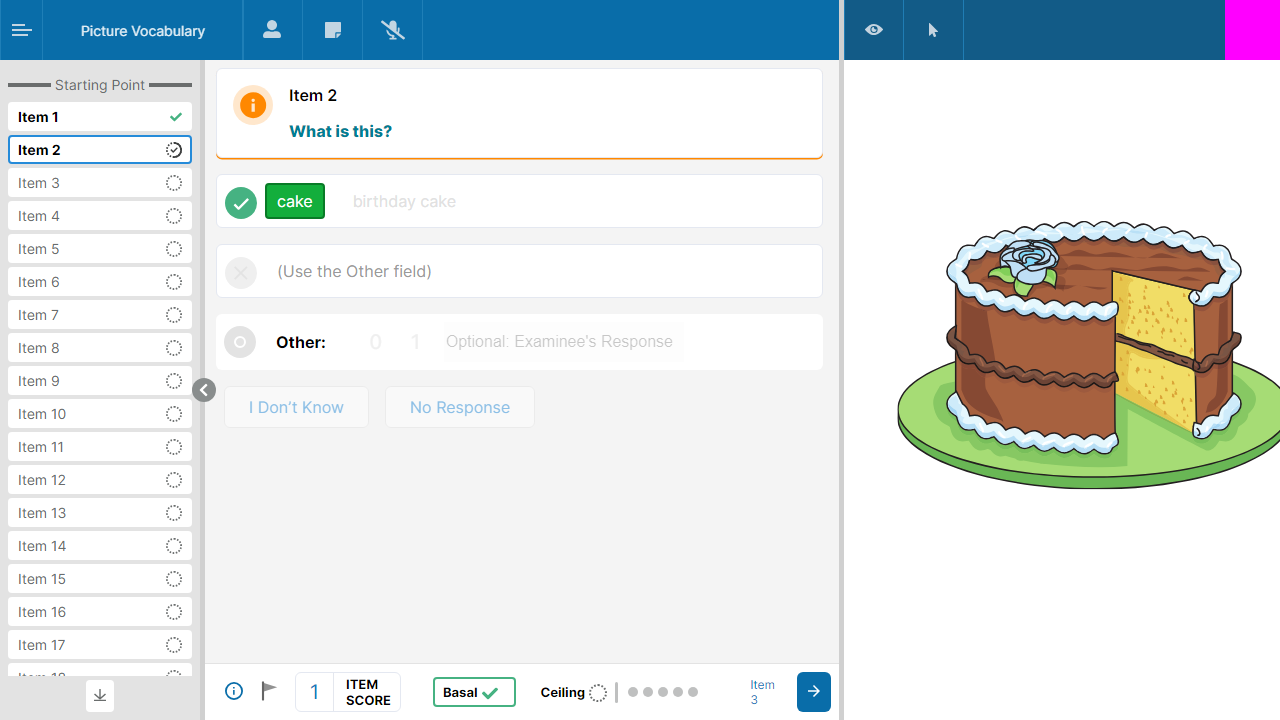 Picture Vocabulary
Starting Point
Item 1
Item 2
Item 3
Item 4
Item 5
Item 6
Item 7
Item 8
Item 9
Item 10
Item 11
Item 12
Item 13
Item 14
Item 15
Item 16
Item 17
Item 18
Item 2
What is this?
cake birthday cake
(Use the Other field)
Other: 0 1 Optional: Examinee's Response
I Don't Know No Response
1 ITEM SCORE Basal Ceiling Item 3